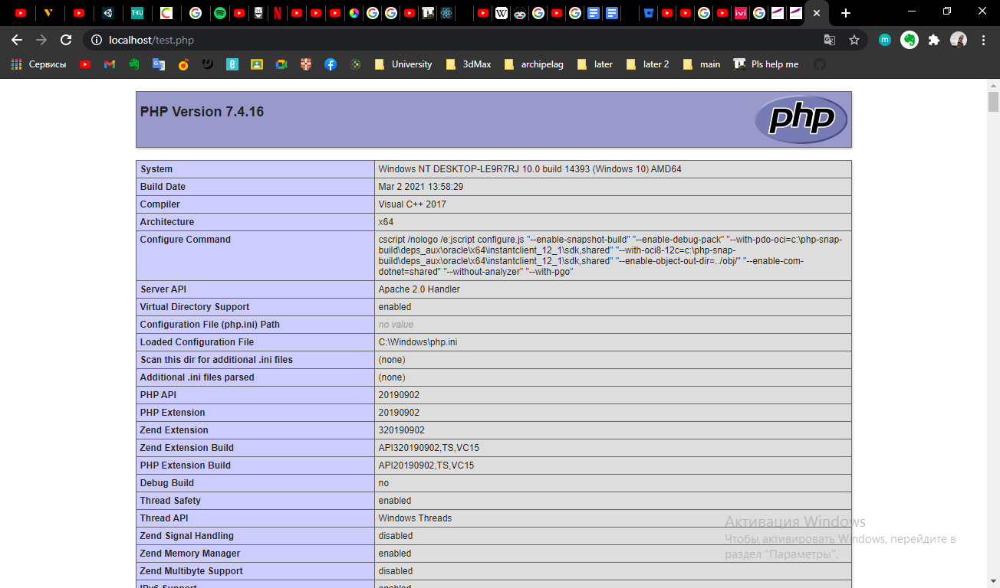 localhost/test.php
Сервисы
University
3dMax
archipelag
later
later 2
main
Pls help me
PHP Version 7.4.16
php
System Windows NT DESKTOP-LE9R7RJ 10.0 build 14393 (Windows 10) AMD64
Build Date Mar 2 2021 13:58:29
Compiler Visual C++ 2017
Architecture x64
Configure Command cscript /nologo /e:jscript configure.js "--enable-snapshot-build" "--enable-debug-pack" "--with-pdo-oci=c:\php-snap-
build\deps_aux\oracle\x64\instantclient_12_1\sdk,shared" "--with-oci8-12c=c:\php-snap-
build\deps_aux\oracle\x64\instantclient_12_1\sdk,shared" "--enable-object-out-dir=../obj/" "--enable-com-
dotnet=shared" "--without-analyzer" "--with-pgo"
Server API Apache 2.0 Handler
Virtual Directory Support enabled
Configuration File (php.ini) Path no value
Loaded Configuration File C:\Windows\php.ini
Scan this dir for additional .ini files (none)
Additional .ini files parsed (none)
PHP API 20190902
PHP Extension 20190902
Zend Extension 320190902
Zend Extension Build API320190902,TS,VC15
PHP Extension Build API20190902,TS,VC15
Debug Build no
Thread Safety enabled
Thread API Windows Threads
Zend Signal Handling disabled
Zend Memory Manager enabled
Zend Multibyte Support disabled
IPv6 Support enabled
Активация Windows
Чтобы активировать Windows, перейдите в
раздел "Параметры".